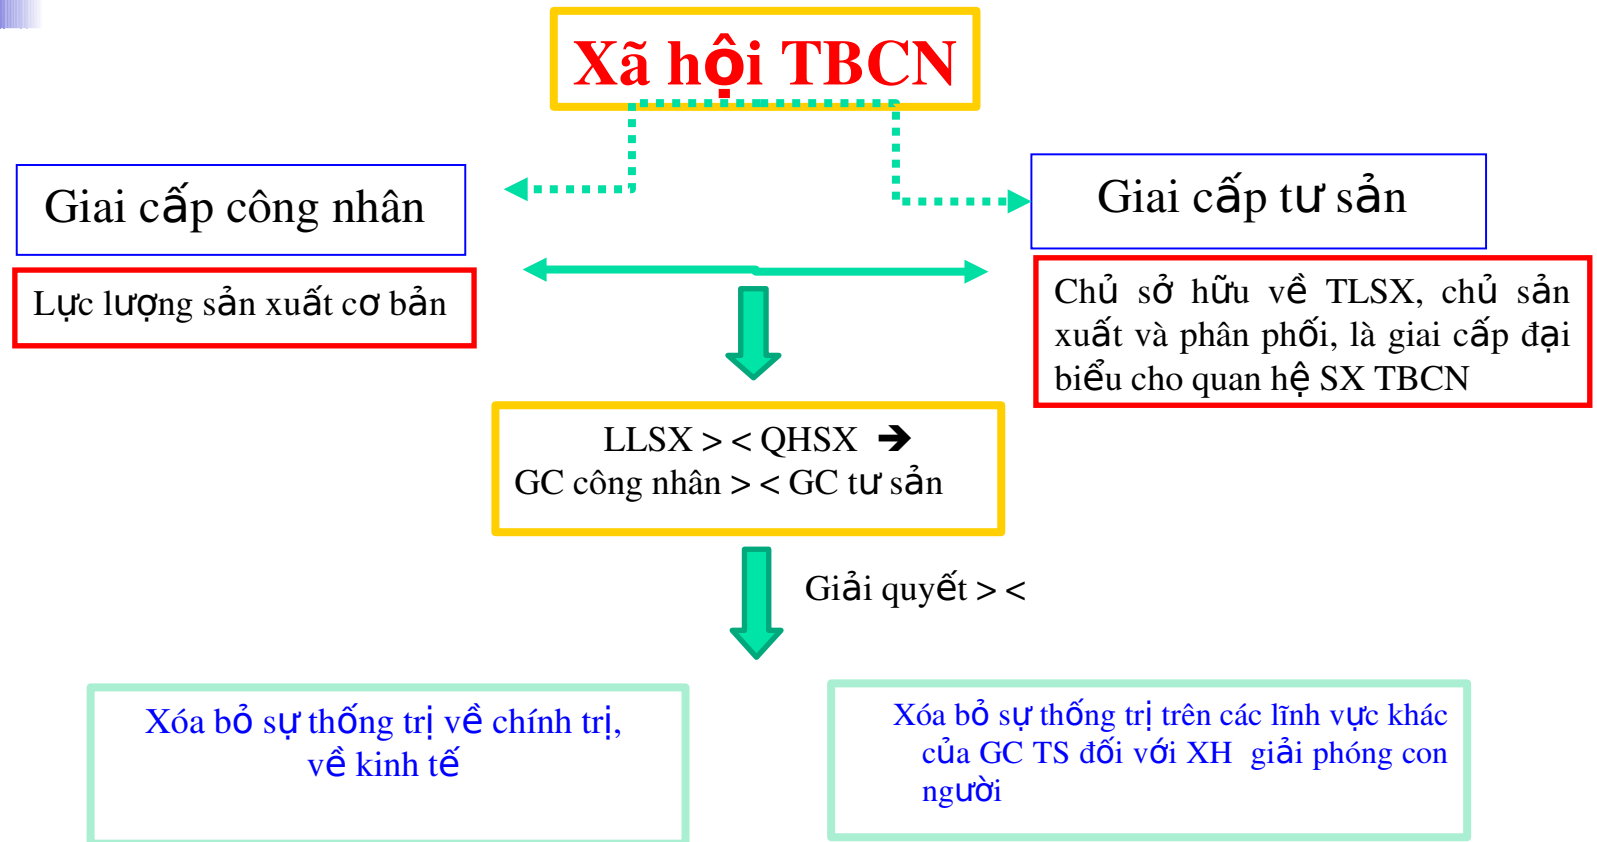 Xã hội TBCN
Giai cấp công nhân
Giai cấp tư sản
Lực lượng sản xuất cơ bản
Chủ sở hữu về TLSX, chủ sản
xuất và phân phối, là giai cấp đại
biểu cho quan hệ SX TBCN
LLSX > < QHSX ➔
GC công nhân > < GC tư sản
Giải quyết > <
Xóa bỏ sự thống trị về chính trị,
về kinh tế
Xóa bỏ sự thống trị trên các lĩnh vực khác
của GC TS đối với XH giải phóng con
người